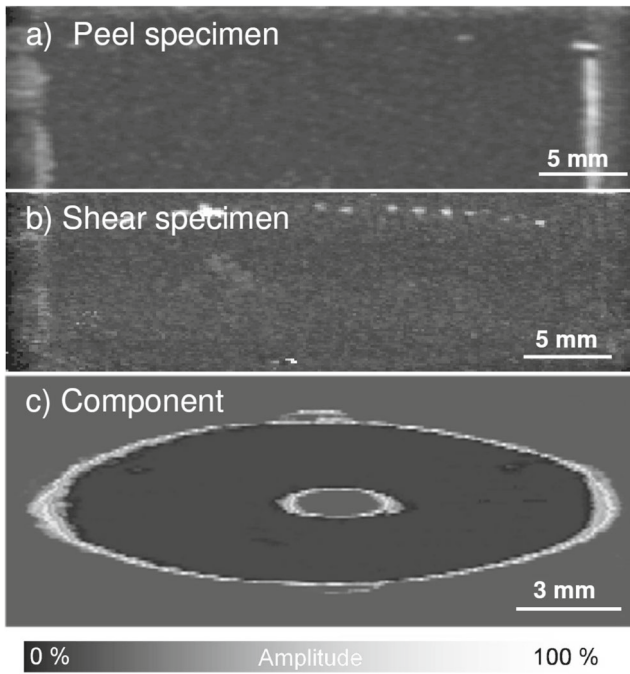 a) Peel specimen
5 mm
b) Shear specimen
5 mm
c) Component
3 mm
0 % Amplitude 100 %